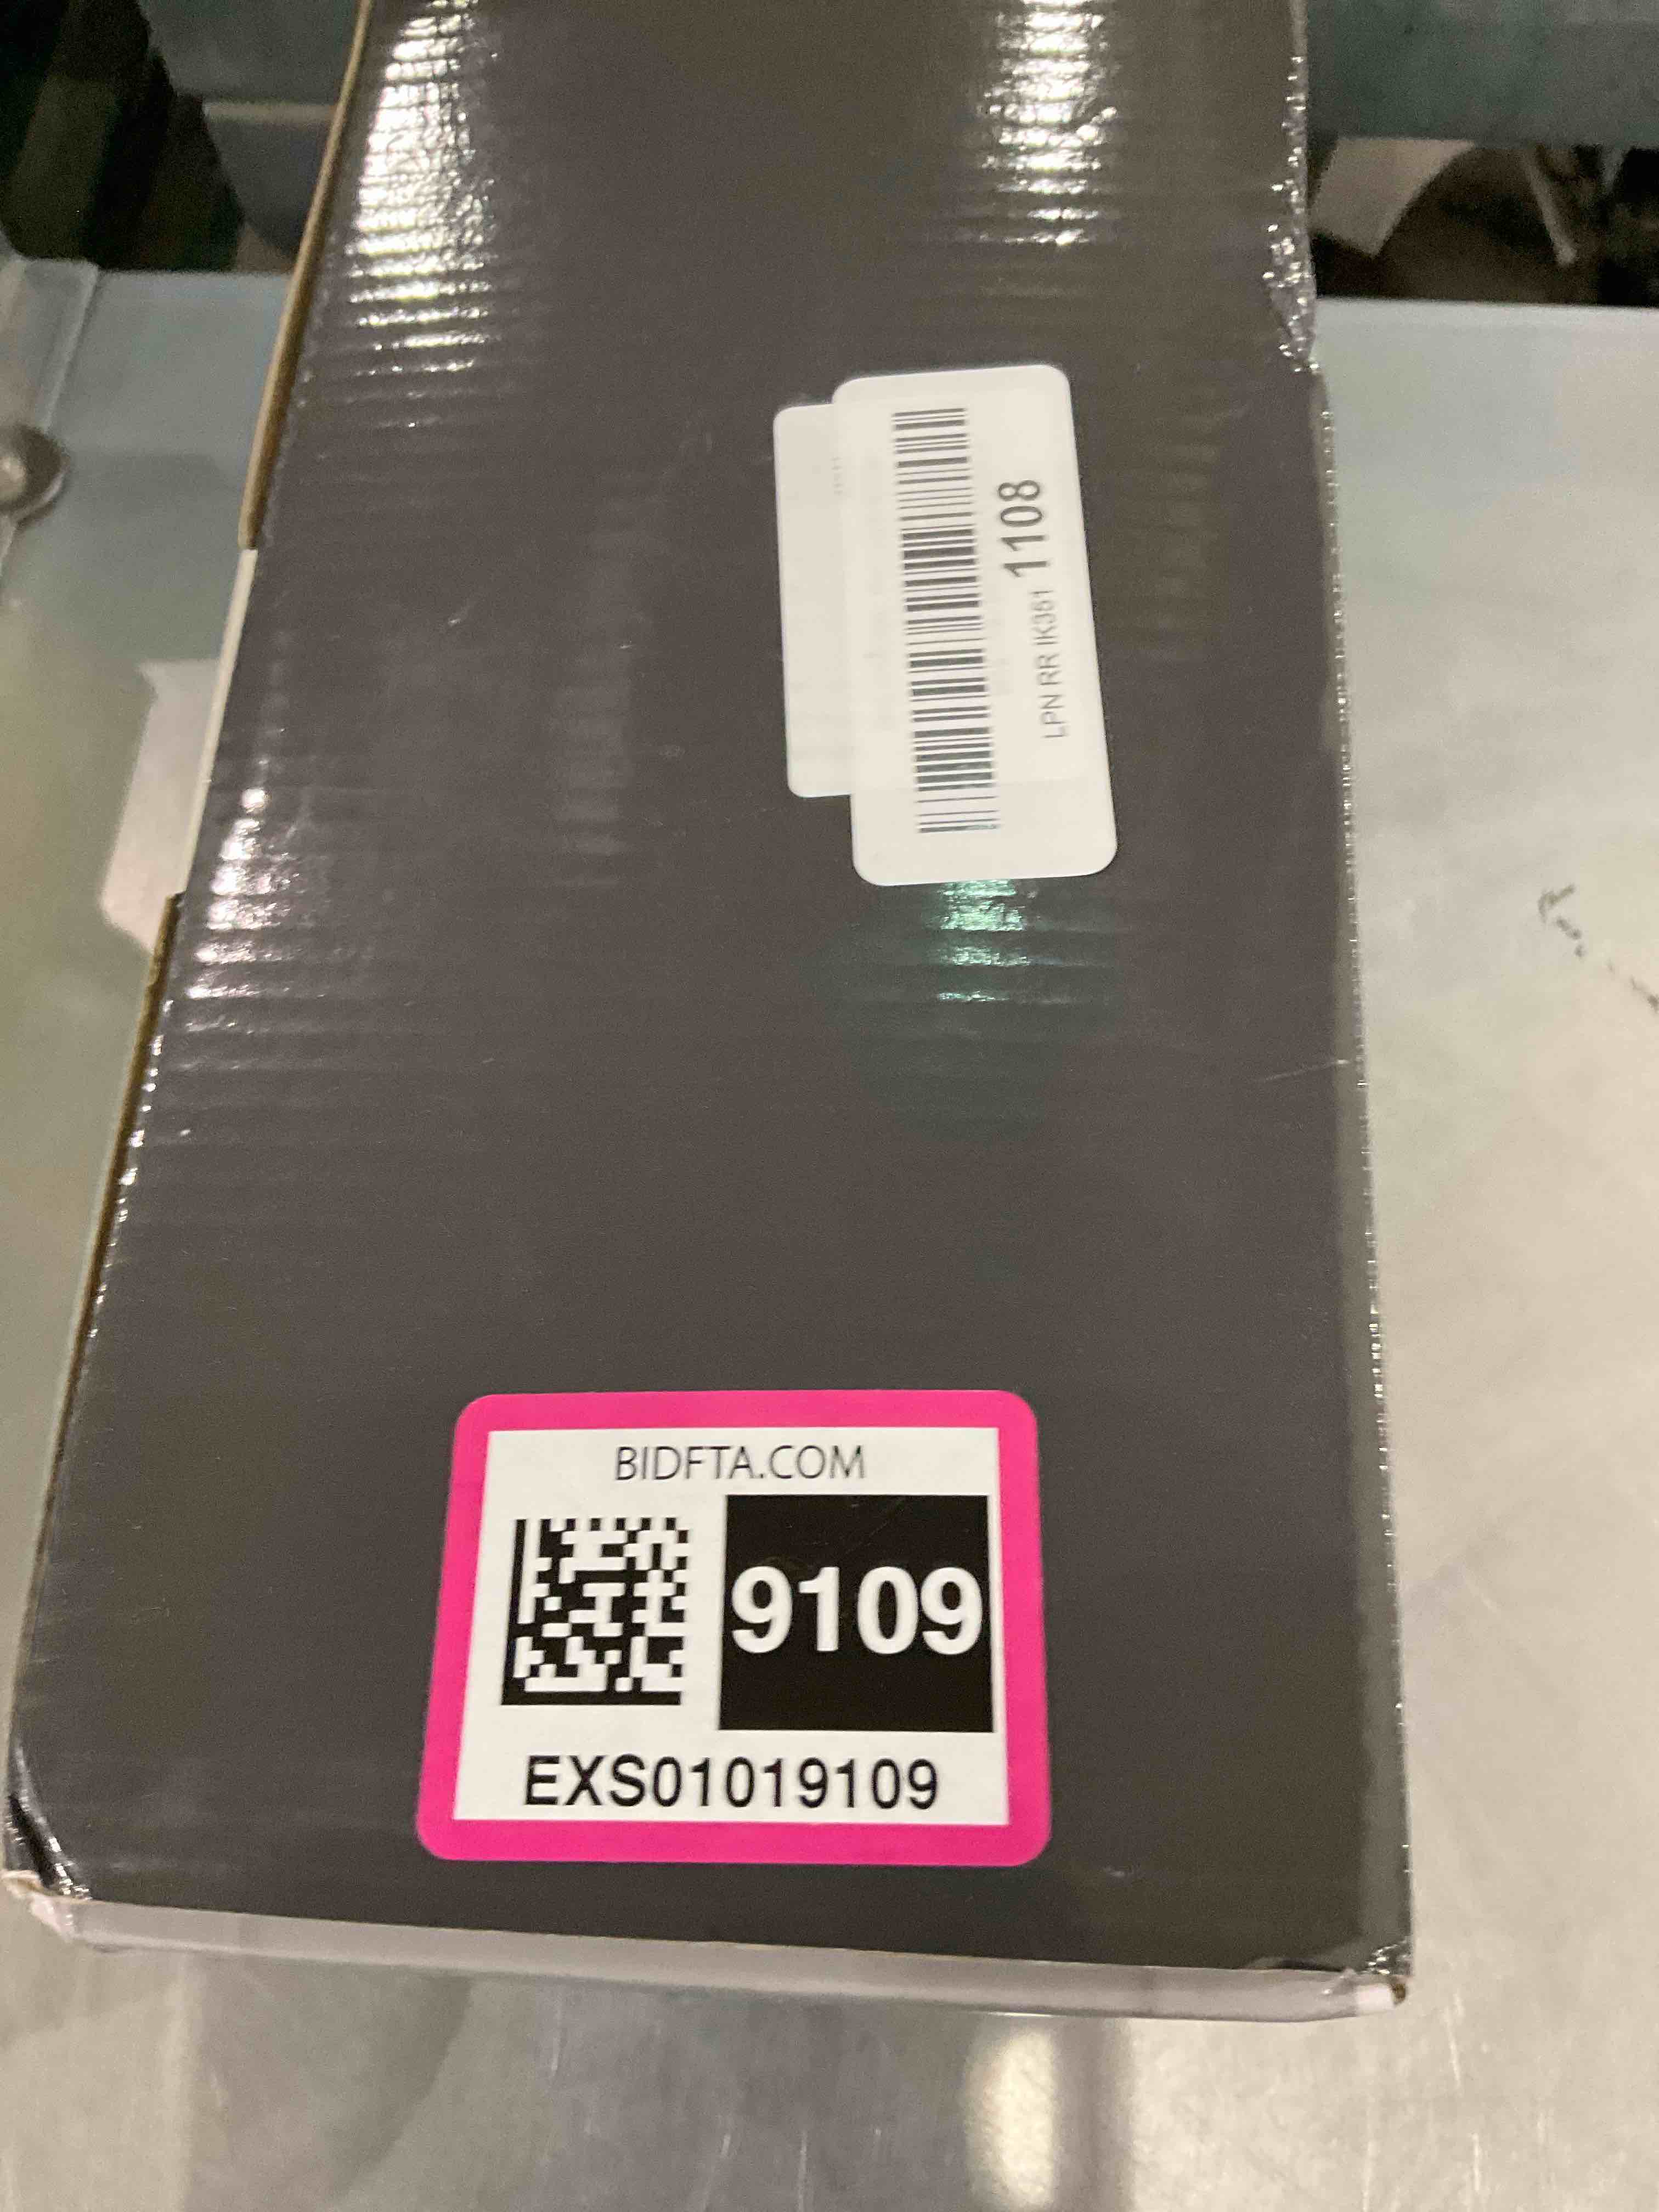 LPN RR IK351 1108
BIDFTA.COM
9109
EXS01019109